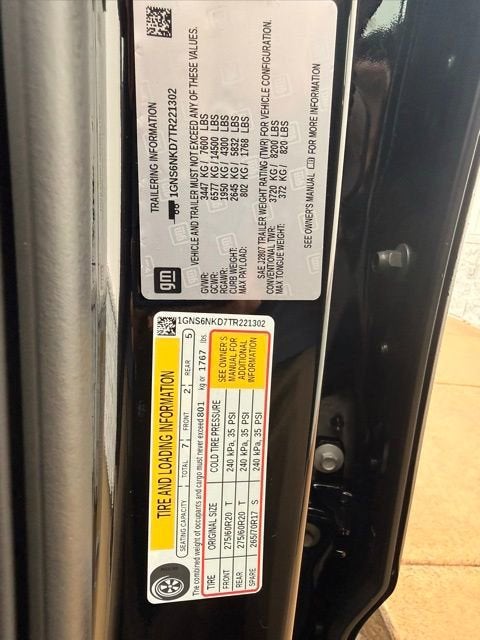 TRAILERING INFORMATION
1GNS6NKD7TR221302
VEHICLE AND TRAILER MUST NOT EXCEED ANY OF THESE VALUES.
GVWR: 3447 KG / 7600 LBS
GCWR: 6577 KG / 14500 LBS
RGAWR: 1950 KG / 4300 LBS
CURB WEIGHT: 2645 KG / 5832 LBS
MAX PAYLOAD: 802 KG / 1768 LBS
SAE J2807 TRAILER WEIGHT RATING (TWR) FOR VEHICLE CONFIGURATION.
CONVENTIONAL TWR: 3720 KG / 8200 LBS
MAX TONGUE WEIGHT: 372 KG / 820 LBS
SEE OWNER'S MANUAL FOR MORE INFORMATION
gm
1GNS6NKD7TR221302
TIRE AND LOADING INFORMATION
SEATING CAPACITY TOTAL 7 FRONT 2 REAR 5
The combined weight of occupants and cargo must never exceed 801 kg or 1767 lbs
TIRE ORIGINAL SIZE COLD TIRE PRESSURE
FRONT 275/60R20 T 240 kPa, 35 PSI
REAR 275/60R20 T 240 kPa, 35 PSI
SPARE 265/70R17 S 240 kPa, 35 PSI
SEE OWNER'S
MANUAL FOR
ADDITIONAL
INFORMATION